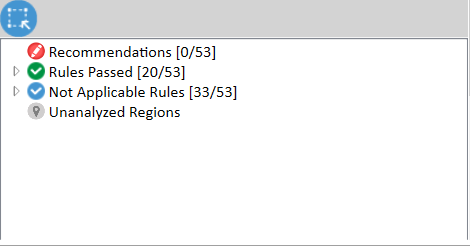 Recommendations [0/53]
Rules Passed [20/53]
Not Applicable Rules [33/53]
Unanalyzed Regions